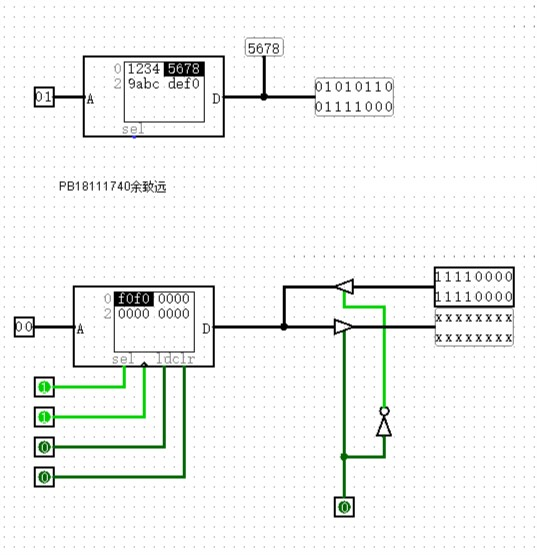 5678
0 1234 5678
2 9abc def0
01
A
D
01010110
01111000
sel
PB18111740余致远
0 f0f0 0000
2 0000 0000
11110000
11110000
xxxxxxxx
xxxxxxxx
00
A
D
sel ldclr
1
1
0
0
0